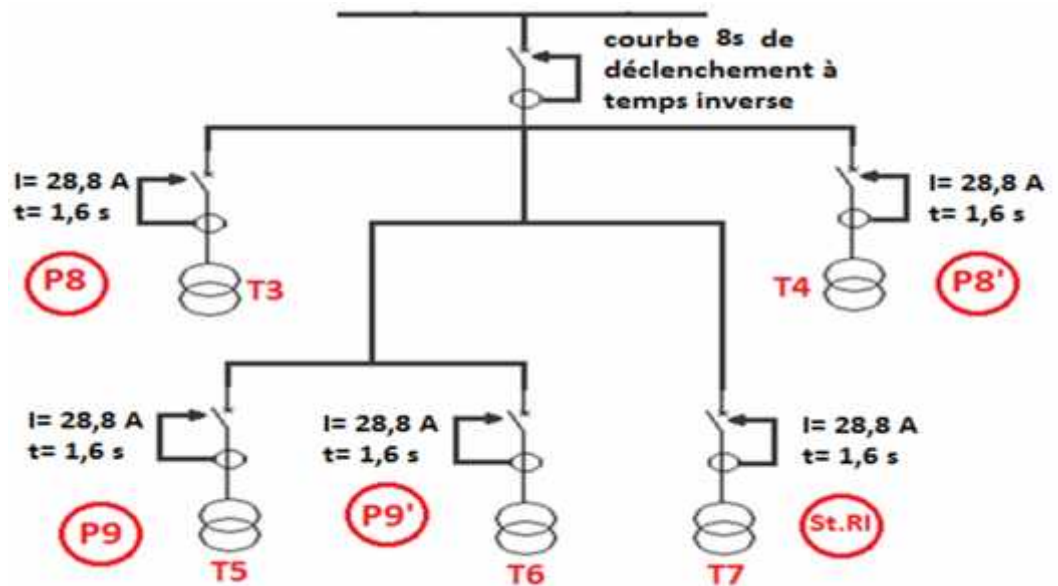 courbe 8s de
déclenchement à
temps inverse
I= 28,8 A
t= 1,6 s
P8
T3
I= 28,8 A
t= 1,6 s
T4
P8'
I= 28,8 A
t= 1,6 s
P9
T5
I= 28,8 A
t= 1,6 s
P9'
T6
I= 28,8 A
t= 1,6 s
St.RI
T7